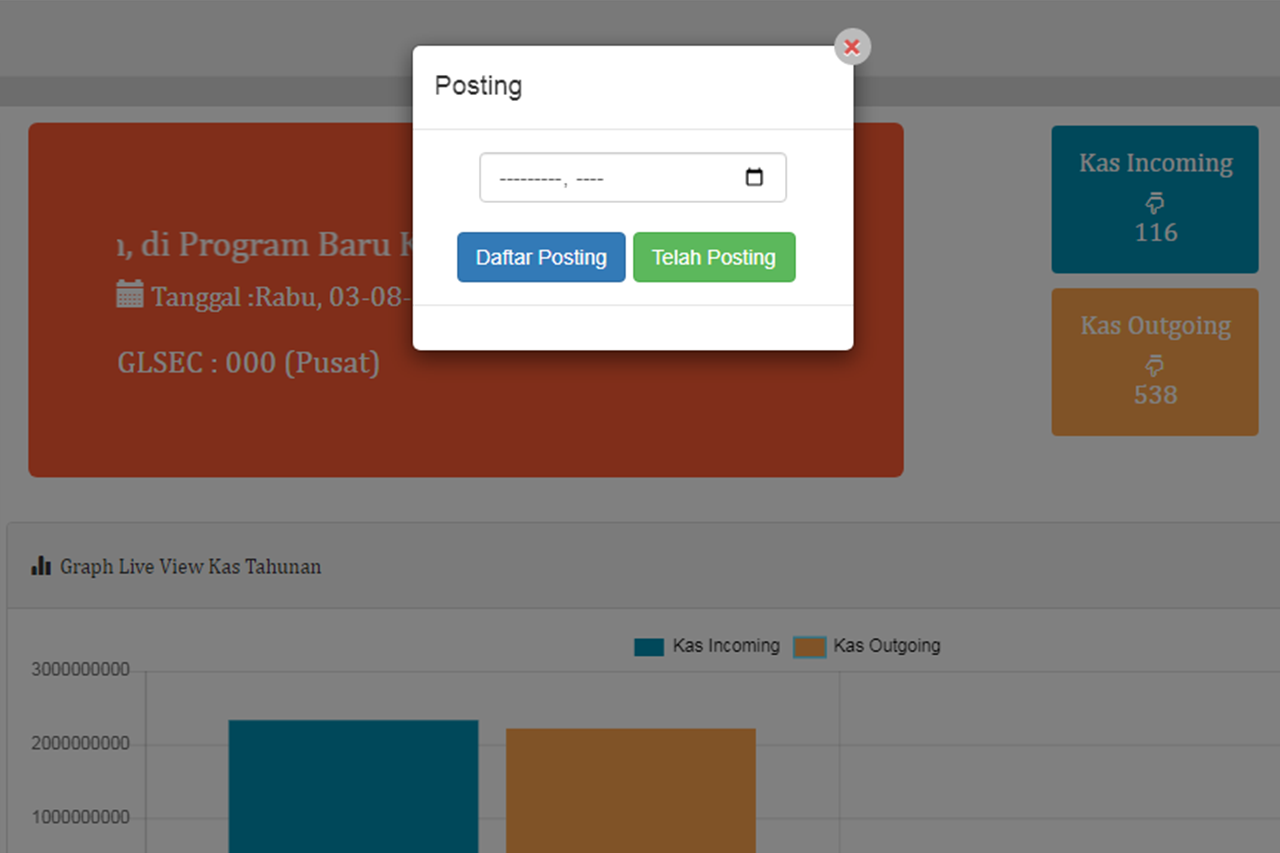 Posting
---------, ----
Daftar Posting
Telah Posting
, di Program Baru
Tanggal :Rabu, 03-08-
GLSEC : 000 (Pusat)
Kas Incoming
116
Kas Outgoing
538
Graph Live View Kas Tahunan
Kas Incoming
Kas Outgoing
3000000000
2000000000
1000000000